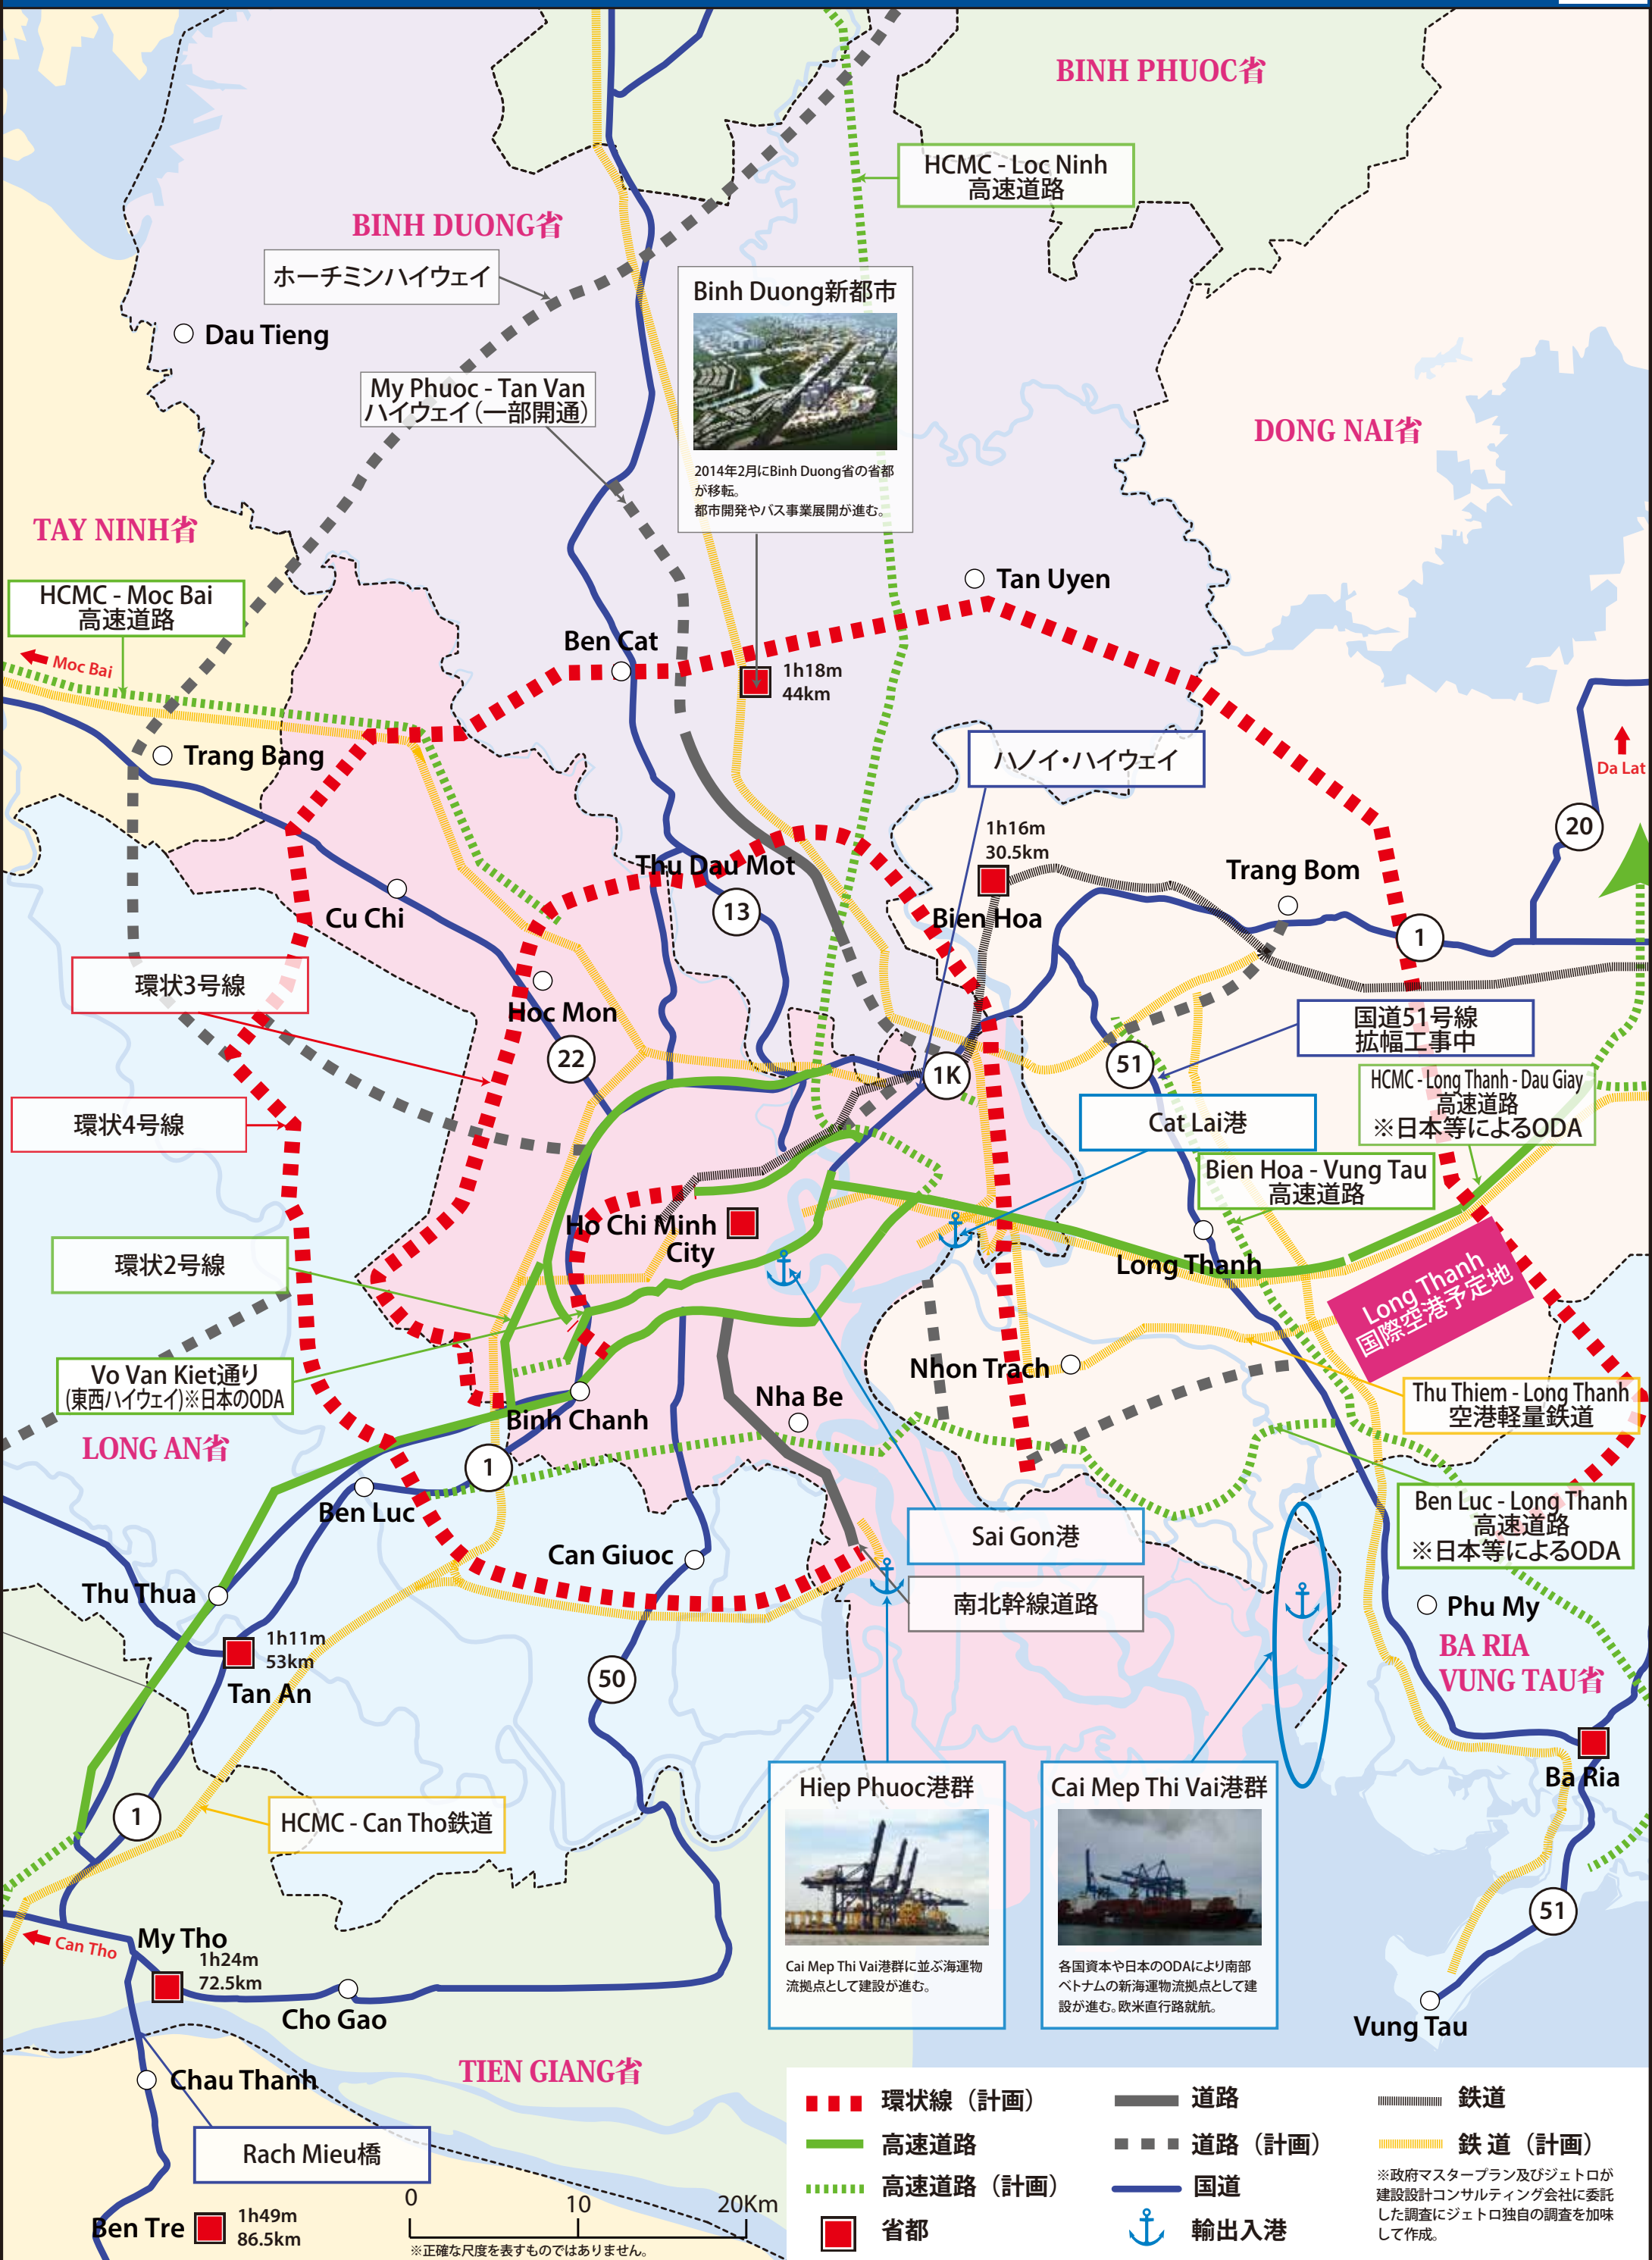 BINH PHUOC省
HCMC - Loc Ninh
高速道路
BINH DUONG省
ホーチミンハイウェイ
Binh Duong新都市
2014年2月にBinh Duong省の省都
が移転。
都市開発やバス事業展開が進む。
Dau Tieng
My Phuoc - Tan Van
ハイウェイ（一部開通）
DONG NAI省
TAY NINH省
HCMC - Moc Bai
高速道路
Moc Bai
Tan Uyen
Ben Cat
1h18m
44km
Trang Bang
ハノイ・ハイウェイ
Da Lat
20
1h16m
30.5km
Thu Dau Mot
Trang Bom
Cu Chi
13
Bien Hoa
1
環状3号線
Hoc Mon
国道51号線
拡幅工事中
22
1K
51
HCMC - Long Thanh - Dau Giay
高速道路
※日本等によるODA
環状4号線
Cat Lai港
Bien Hoa - Vung Tau
高速道路
Ho Chi Minh
City
環状2号線
Long Thanh
Long Thanh
国際空港予定地
Vo Van Kiet通り
(東西ハイウェイ)※日本のODA
Nhon Trach
Nha Be
Thu Thiem - Long Thanh
空港軽量鉄道
Binh Chanh
LONG AN省
1
Ben Luc
Ben Luc - Long Thanh
高速道路
※日本等によるODA
Sai Gon港
Can Giuoc
Thu Thua
南北幹線道路
Phu My
1h11m
53km
Tan An
BA RIA
VUNG TAU省
50
Ba Ria
Hiep Phuoc港群
Cai Mep Thi Vai港群に並ぶ海運物
流拠点として建設が進む。
Cai Mep Thi Vai港群
各国資本や日本のODAにより南部
ベトナムの新海運物流拠点として建
設が進む。欧米直行路就航。
1
HCMC - Can Tho鉄道
51
Can Tho
My Tho
1h24m
72.5km
Cho Gao
Vung Tau
Chau Thanh
TIEN GIANG省
Rach Mieu橋
Ben Tre
1h49m
86.5km
0 10 20Km
※正確な尺度を表すものではありません。
環状線（計画）
高速道路
高速道路（計画）
省都
道路
道路（計画）
国道
輸出入港
鉄道
鉄 道（計画）
※政府マスタープラン及びジェトロが
建設設計コンサルティング会社に委託
した調査にジェトロ独自の調査を加味
して作成。